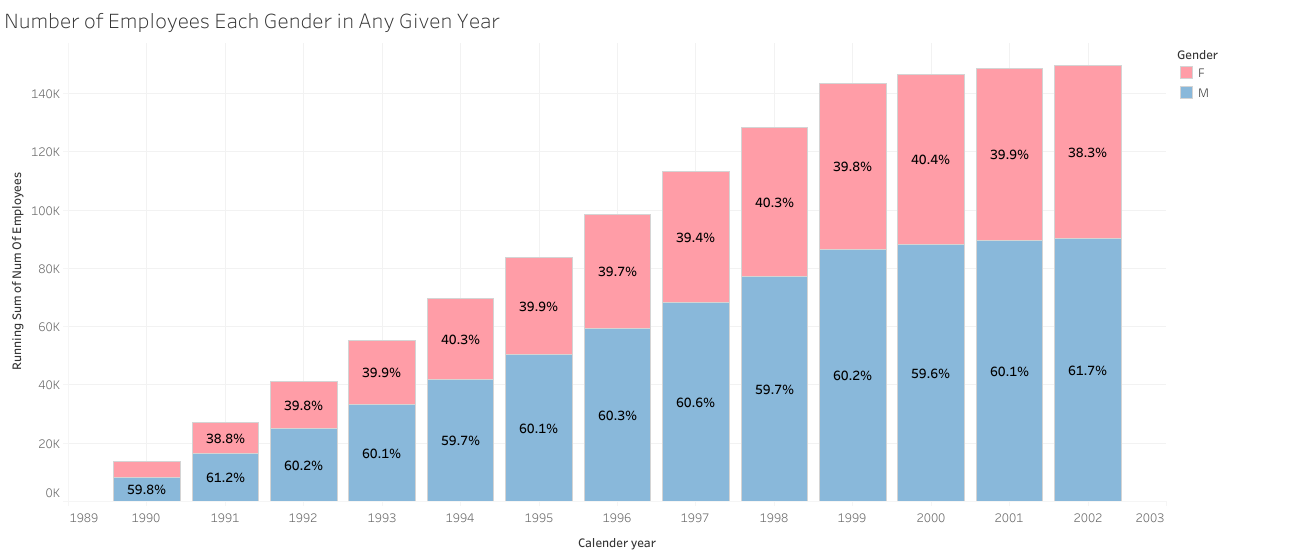 Number of Employees Each Gender in Any Given Year
Gender
F
M
Running Sum of Num Of Employees
140K
120K
100K
80K
60K
40K
20K
0K
59.8%
38.8%
61.2%
39.8%
60.2%
39.9%
60.1%
40.3%
59.7%
39.9%
60.1%
39.7%
60.3%
39.4%
60.6%
40.3%
59.7%
39.8%
60.2%
40.4%
59.6%
39.9%
60.1%
38.3%
61.7%
1989 1990 1991 1992 1993 1994 1995 1996 1997 1998 1999 2000 2001 2002 2003
Calender year